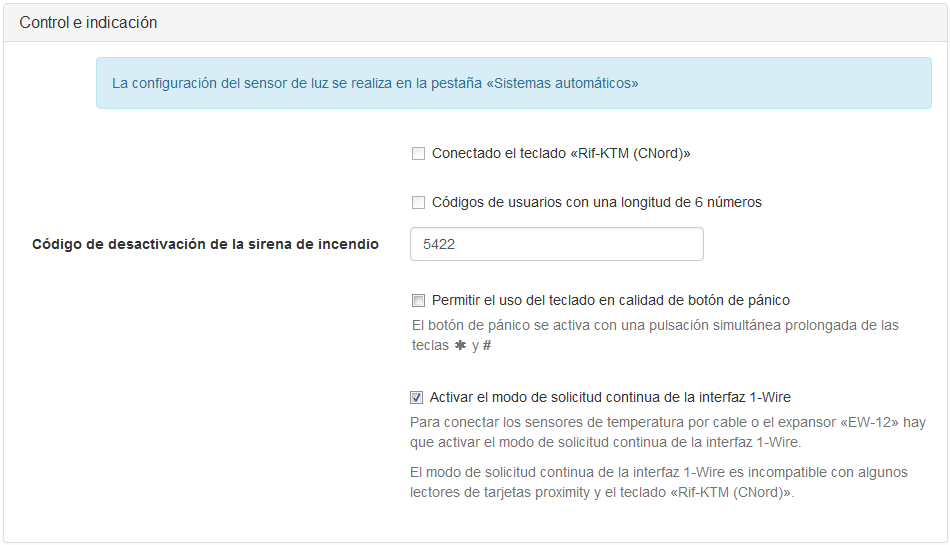 Control e indicación
La configuración del sensor de luz se realiza en la pestaña «Sistemas automáticos»
Conectado el teclado «Rif-KTM (CNord)»
Códigos de usuarios con una longitud de 6 números
Código de desactivación de la sirena de incendio
5422
Permitir el uso del teclado en calidad de botón de pánico
El botón de pánico se activa con una pulsación simultánea prolongada de las
teclas ✱ y #
Activar el modo de solicitud continua de la interfaz 1-Wire
Para conectar los sensores de temperatura por cable o el expansor «EW-12» hay
que activar el modo de solicitud continua de la interfaz 1-Wire.
El modo de solicitud continua de la interfaz 1-Wire es incompatible con algunos
lectores de tarjetas proximity y el teclado «Rif-KTM (CNord)».